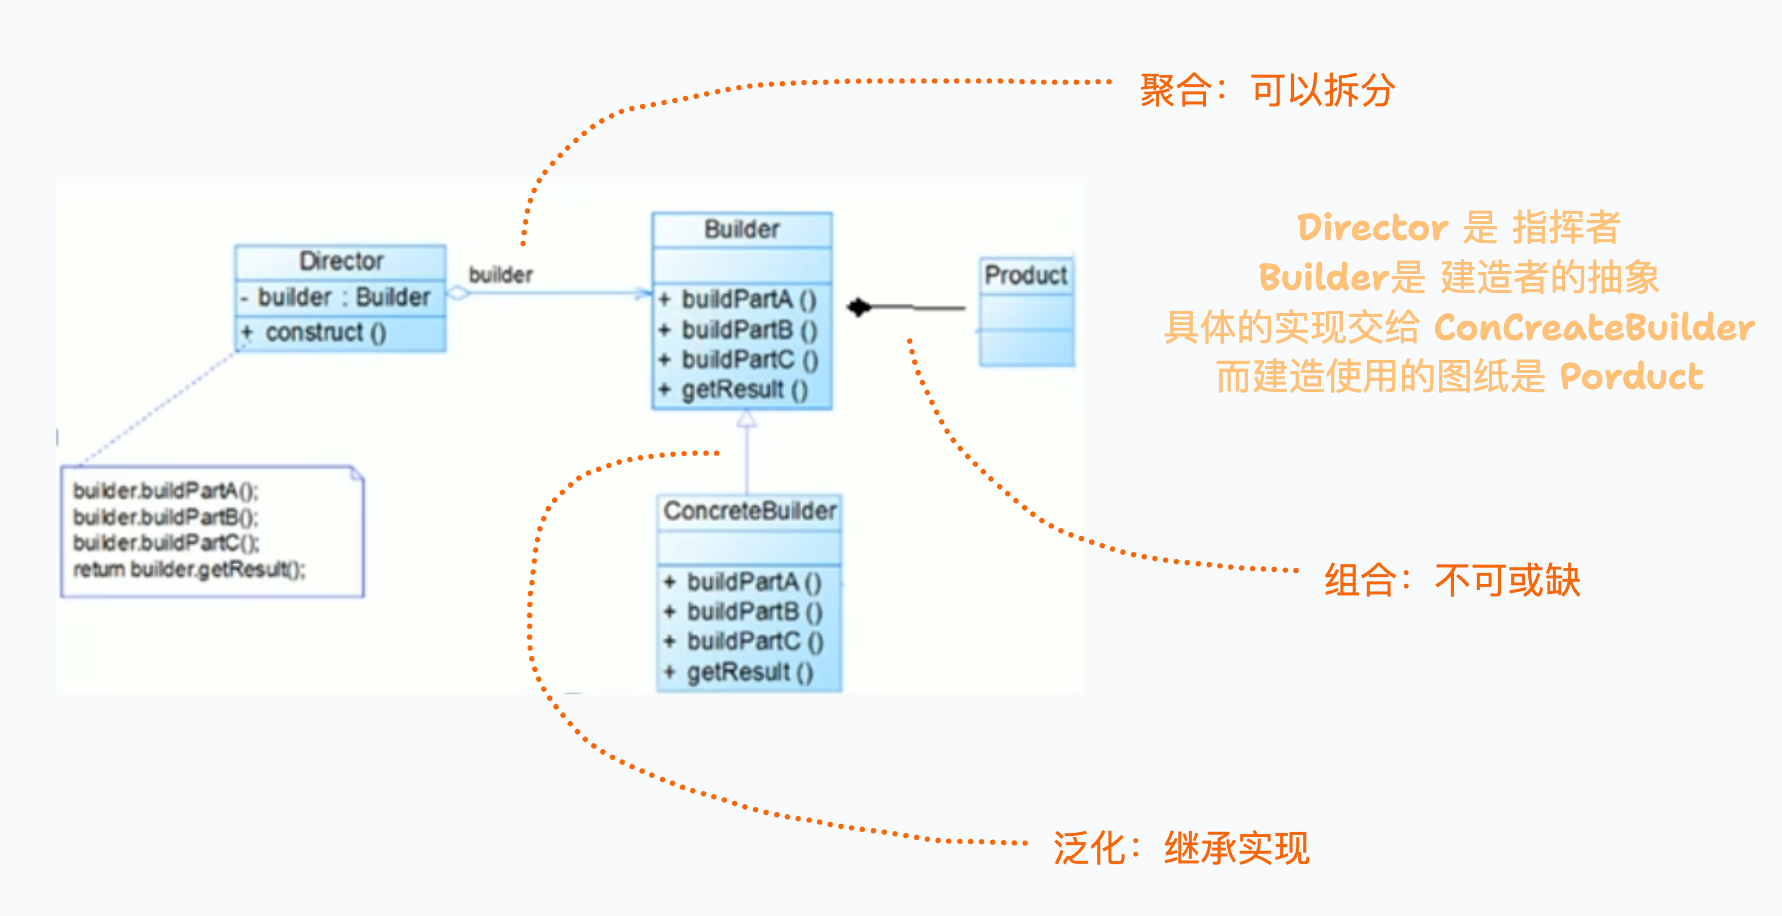 聚合：可以拆分
Director 是 指挥者
Builder是 建造者的抽象
具体的实现交给 ConCreateBuilder
而建造使用的图纸是 Porduct
Director
- builder : Builder
+ construct ()
builder
Builder
+ buildPartA ()
+ buildPartB ()
+ buildPartC ()
+ getResult ()
Product
builder.buildPartA();
builder.buildPartB();
builder.buildPartC();
return builder.getResult();
ConcreteBuilder
+ buildPartA ()
+ buildPartB ()
+ buildPartC ()
+ getResult ()
组合：不可或缺
泛化：继承实现